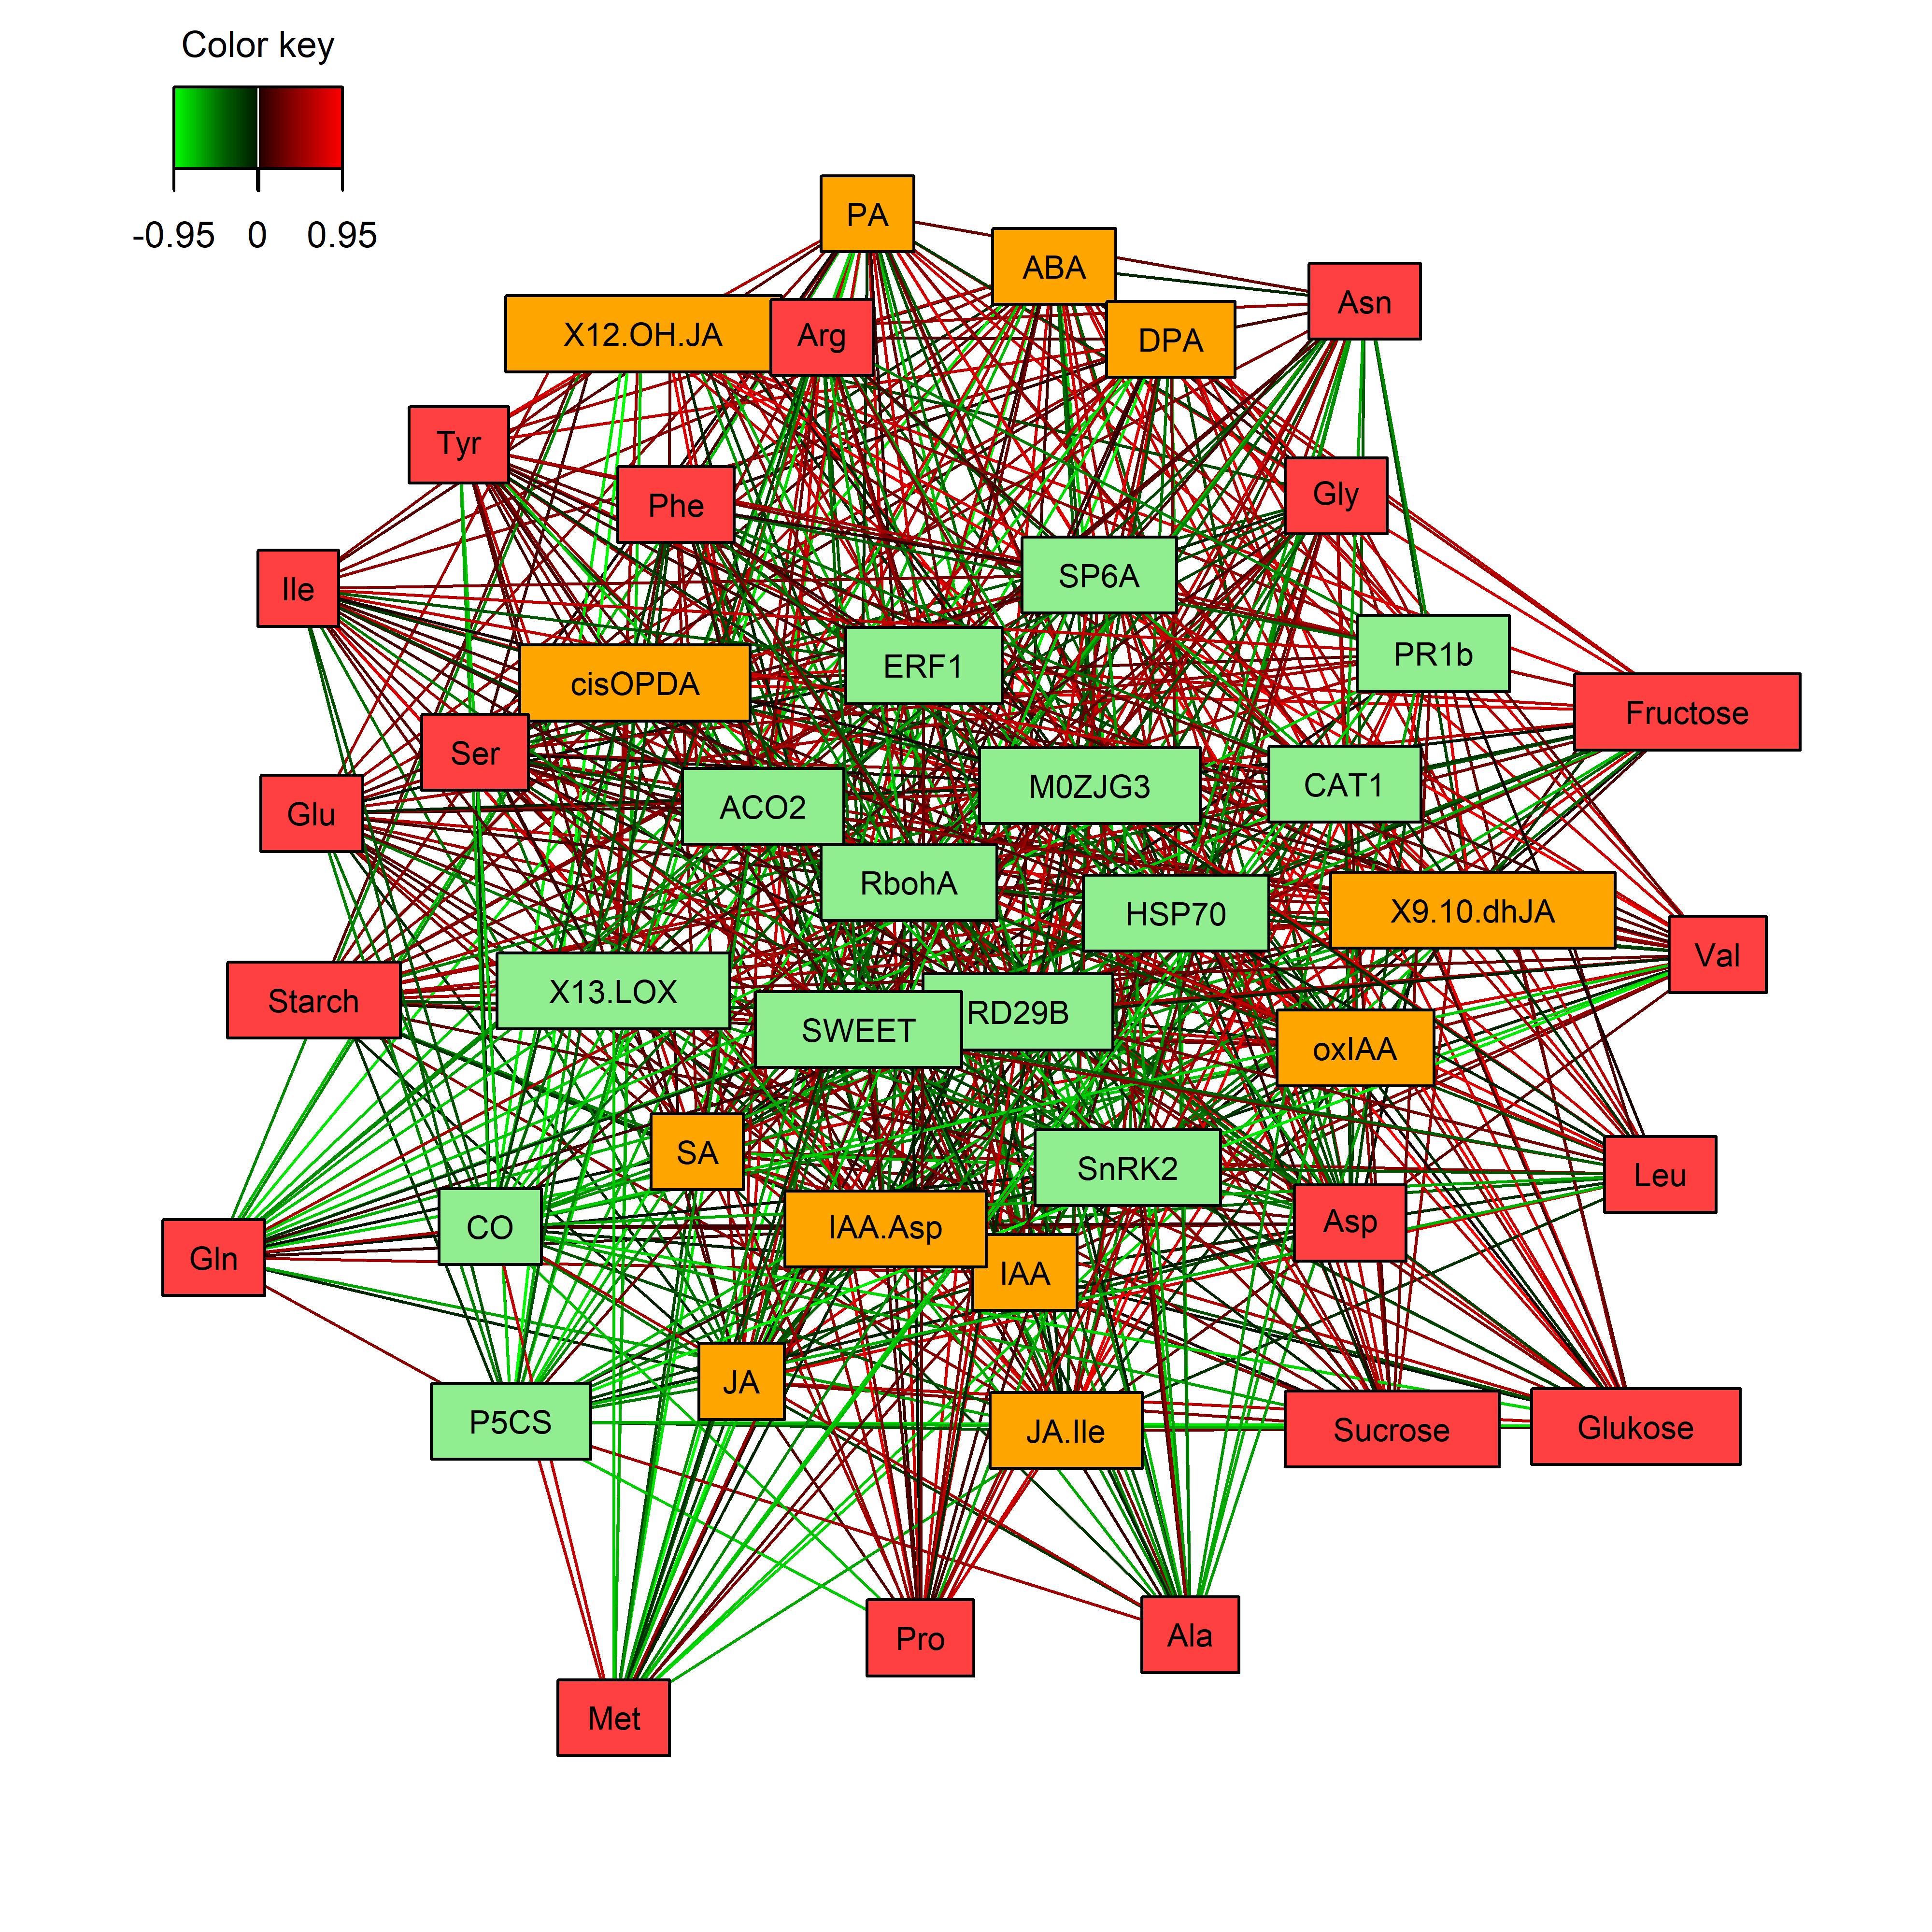 Color key
-0.95 0 0.95
PA
ABA
Asn
X12.OH.JA
Arg
DPA
Tyr
Phe
Gly
SP6A
Ile
ERF1
PR1b
cisOPDA
Fructose
Ser
M0ZJG3
CAT1
Glu
ACO2
RbohA
HSP70
X9.10.dhJA
Val
Starch
X13.LOX
SWEET
RD29B
oxIAA
SA
SnRK2
Leu
CO
IAA.Asp
Asp
Gln
IAA
JA
P5CS
JA.Ile
Sucrose
Glukose
Pro
Ala
Met